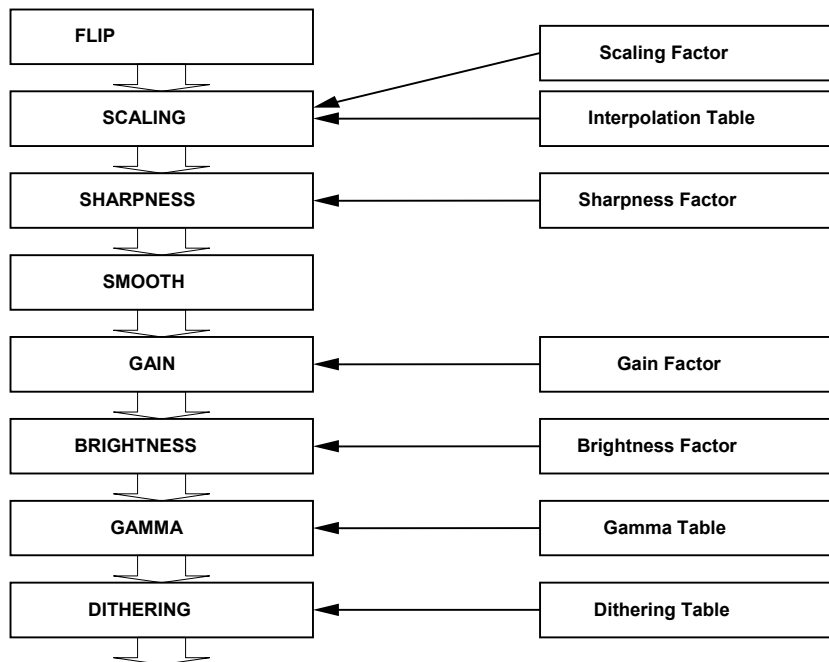 FLIP
Scaling Factor
SCALING
Interpolation Table
SHARPNESS
Sharpness Factor
SMOOTH
GAIN
Gain Factor
BRIGHTNESS
Brightness Factor
GAMMA
Gamma Table
DITHERING
Dithering Table